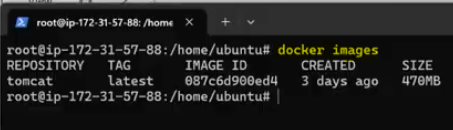 root@ip-172-31-57-88: /home/
root@ip-172-31-57-88:/home/ubuntu# docker images
REPOSITORY TAG IMAGE ID CREATED SIZE
tomcat latest 087c6d900ed4 3 days ago 470MB
root@ip-172-31-57-88:/home/ubuntu#